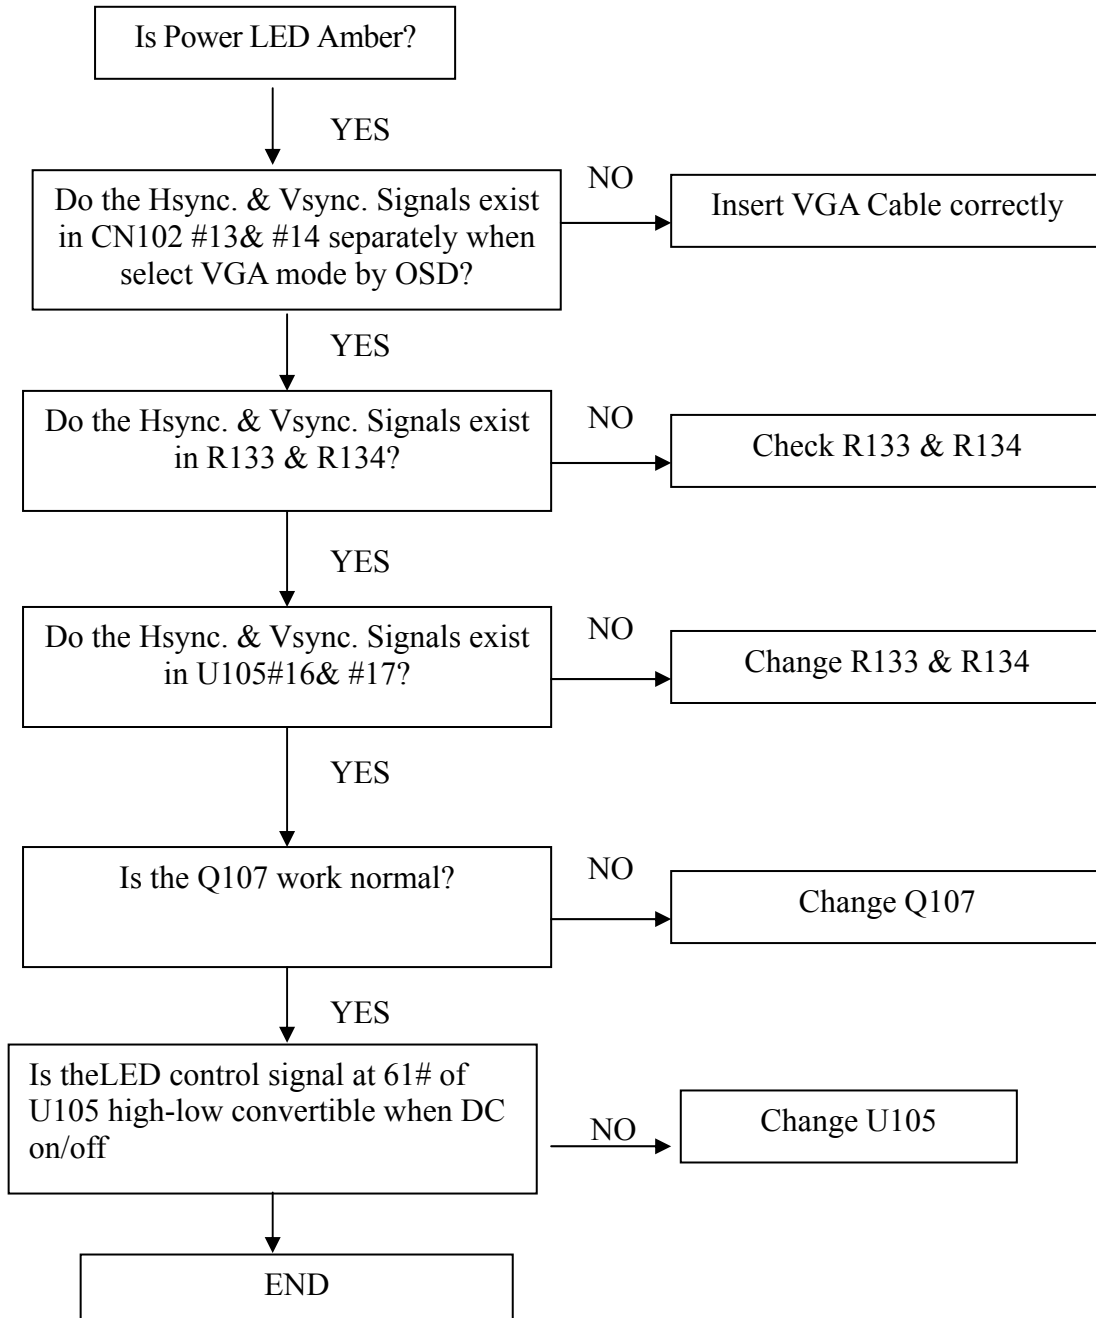 Is Power LED Amber?
YES
Do the Hsync. & Vsync. Signals exist
in CN102 #13& #14 separately when
select VGA mode by OSD?
NO
Insert VGA Cable correctly
YES
Do the Hsync. & Vsync. Signals exist
in R133 & R134?
NO
Check R133 & R134
YES
Do the Hsync. & Vsync. Signals exist
in U105#16& #17?
NO
Change R133 & R134
YES
Is the Q107 work normal?
NO
Change Q107
YES
Is theLED control signal at 61# of
U105 high-low convertible when DC
on/off
NO
Change U105
END